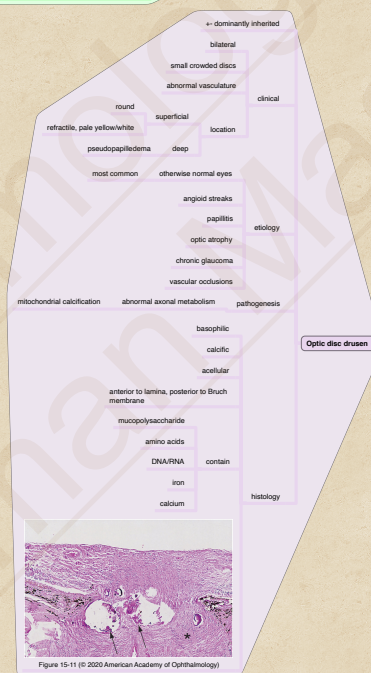 +- dominantly inherited
bilateral
small crowded discs
abnormal vasculature
clinical
round
superficial
refractile, pale yellow/white
location
pseudopapilledema
deep
most common
otherwise normal eyes
angioid streaks
papillitis
etiology
optic atrophy
chronic glaucoma
vascular occlusions
mitochondrial calcification
abnormal axonal metabolism
pathogenesis
basophilic
Optic disc drusen
calcific
acellular
anterior to lamina, posterior to Bruch
membrane
mucopolysaccharide
amino acids
DNA/RNA
contain
iron
histology
calcium
*
Figure 15-11 (© 2020 American Academy of Ophthalmology)